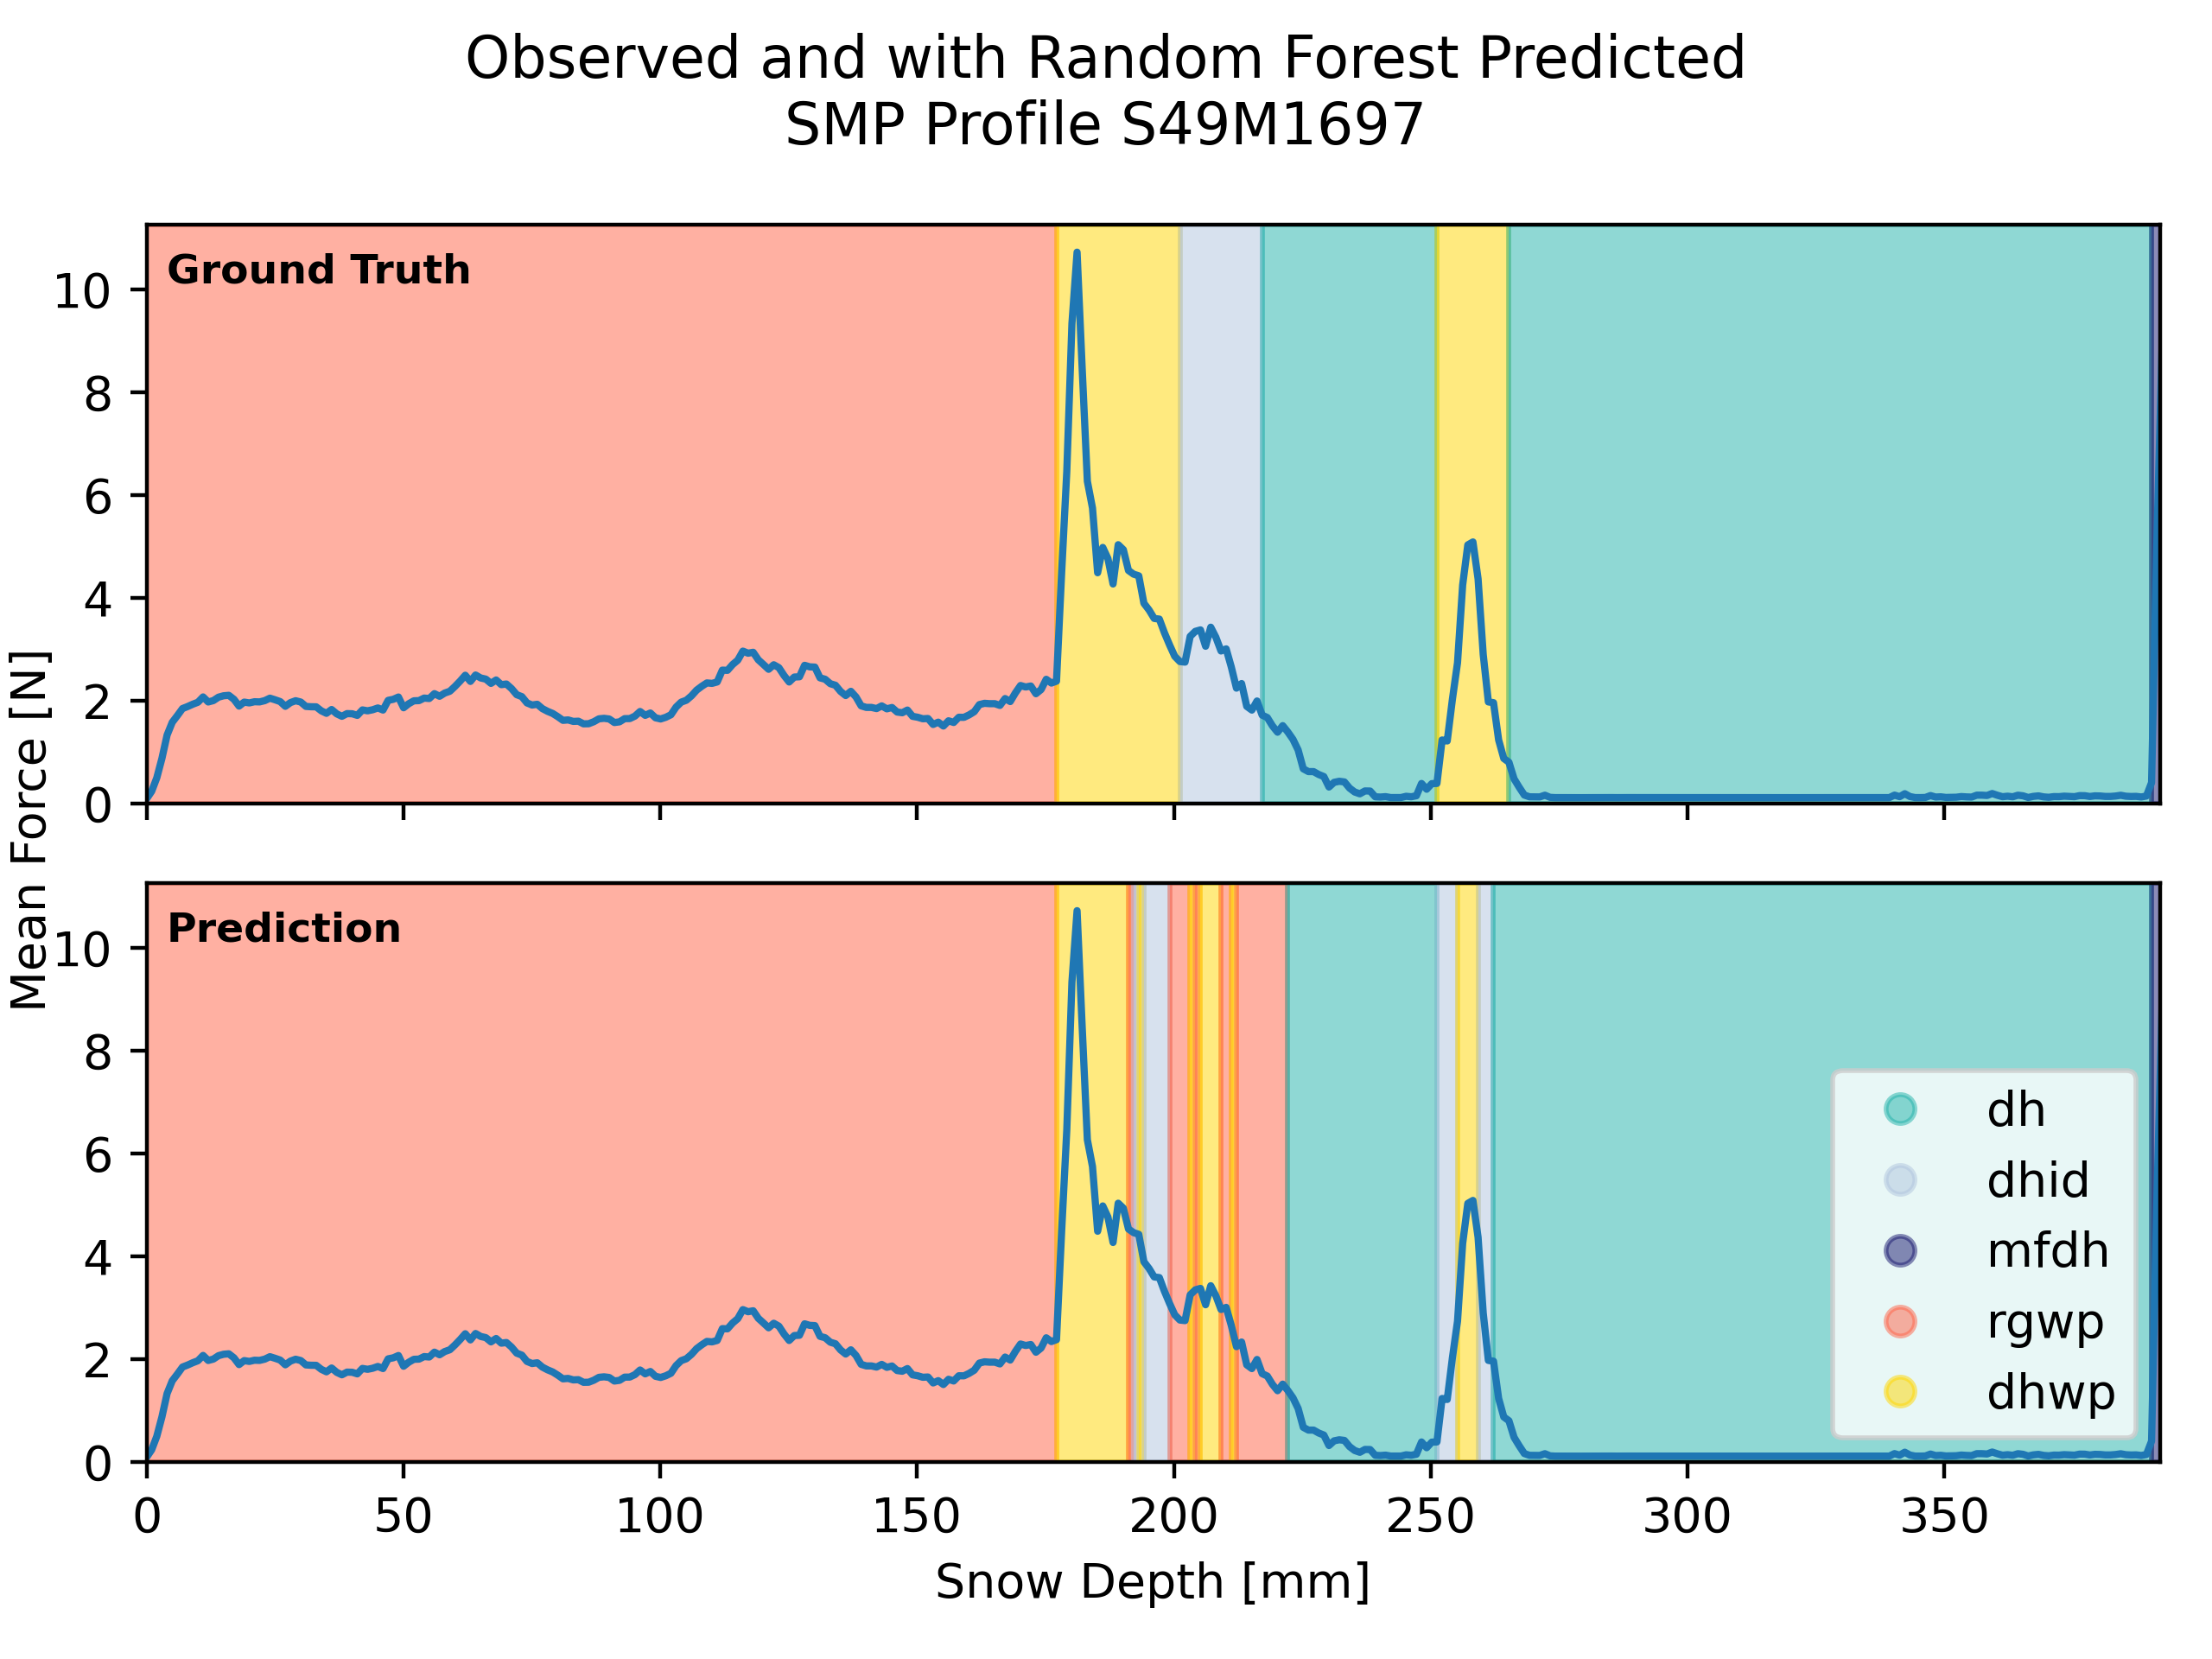 Observed and with Random Forest Predicted
SMP Profile S49M1697
Mean Force [N]
Ground Truth
10
8
6
4
2
0
Prediction
10
8
6
4
2
0
dh
dhid
mfdh
rgwp
dhwp
0 50 100 150 200 250 300 350
Snow Depth [mm]